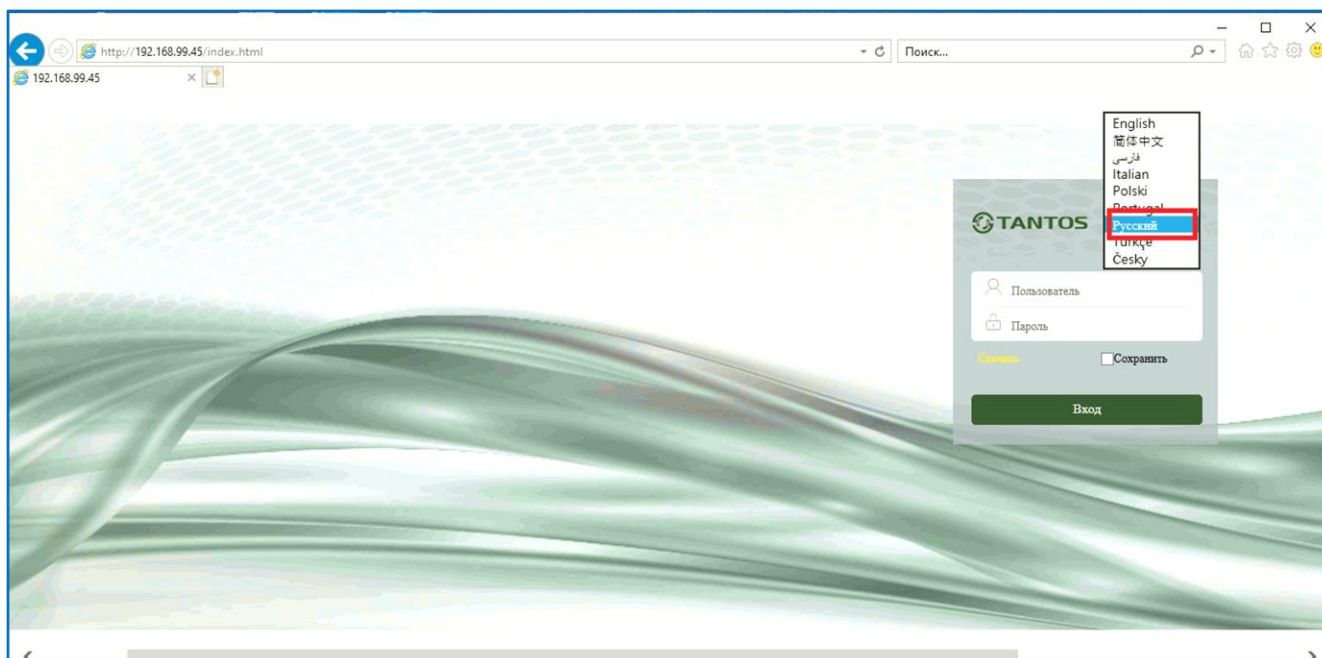 http://192.168.99.45/index.html
Поиск...
192.168.99.45
English
简体中文
فارسی
Italian
Polski
Portugal
Русский
Türkçe
Česky
TANTOS
Пользователь
Пароль
Скачать
Сохранить
Вход